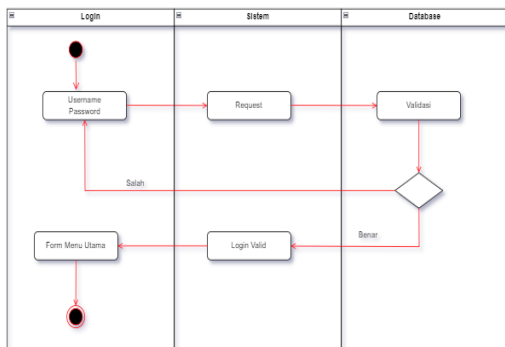 Login
Sistem
Database
Username
Password
Request
Validasi
Salah
Benar
Form Menu Utama
Login Valid